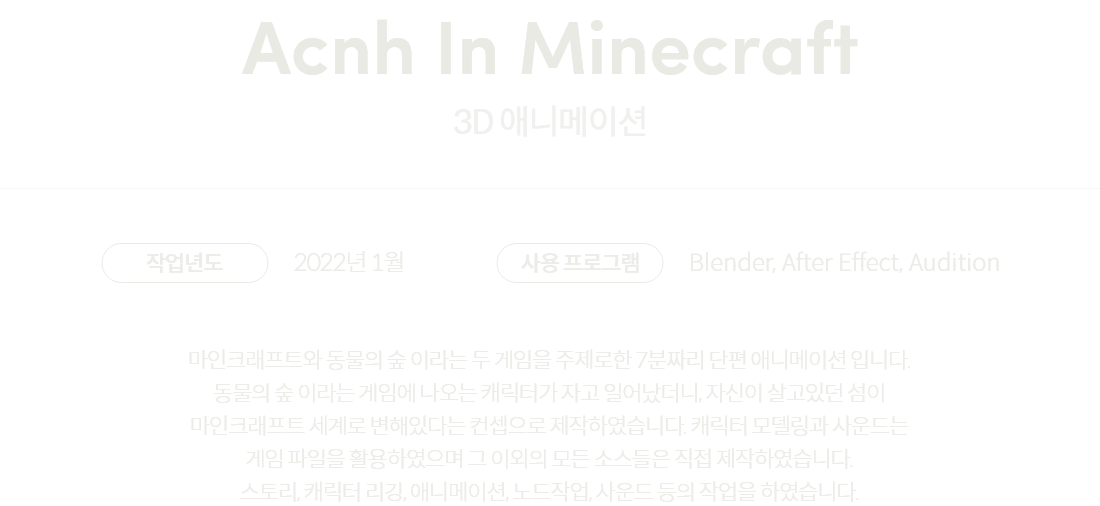 Acnh In Minecraft
3D 애니메이션
작업년도 2022년 1월 사용 프로그램 Blender, After Effect, Audition
마인크래프트와 동물의 숲 이라는 두 게임을 주제로한 7분짜리 단편 애니메이션 입니다.
동물의 숲 이라는 게임에 나오는 캐릭터가 자고 일어났더니, 자신이 살고있던 섬이
마인크래프트 세계로 변해있다는 컨셉으로 제작하였습니다. 캐릭터 모델링과 사운드는
게임 파일을 활용하였으며 그 이외의 모든 소스들은 직접 제작하였습니다.
스토리, 캐릭터 리깅, 애니메이션, 노드작업, 사운드 등의 작업을 하였습니다.